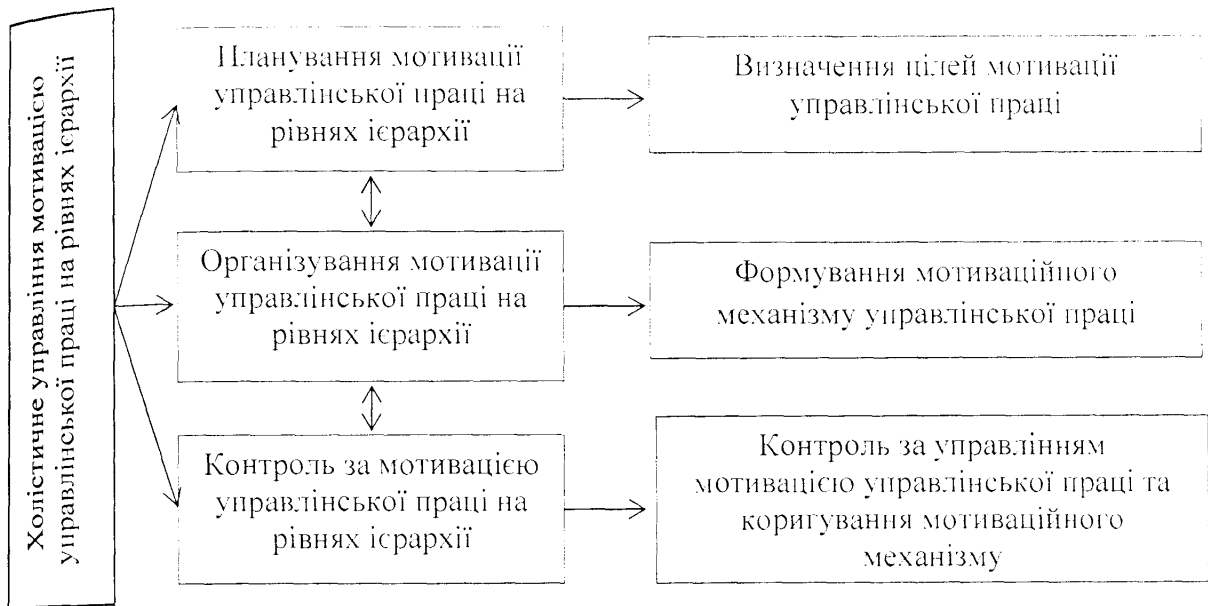 Холістичне управління мотивацією
управлінської праці на рівнях ієрархії
Планування мотивації
управлінської праці на
рівнях ієрархії
Визначення цілей мотивації
управлінської праці
Організування мотивації
управлінської праці на
рівнях ієрархії
Формування мотиваційного
механізму управлінської праці
Контроль за мотивацією
управлінської праці на
рівнях ієрархії
Контроль за управлінням
мотивацією управлінської праці та
коригування мотиваційного
механізму